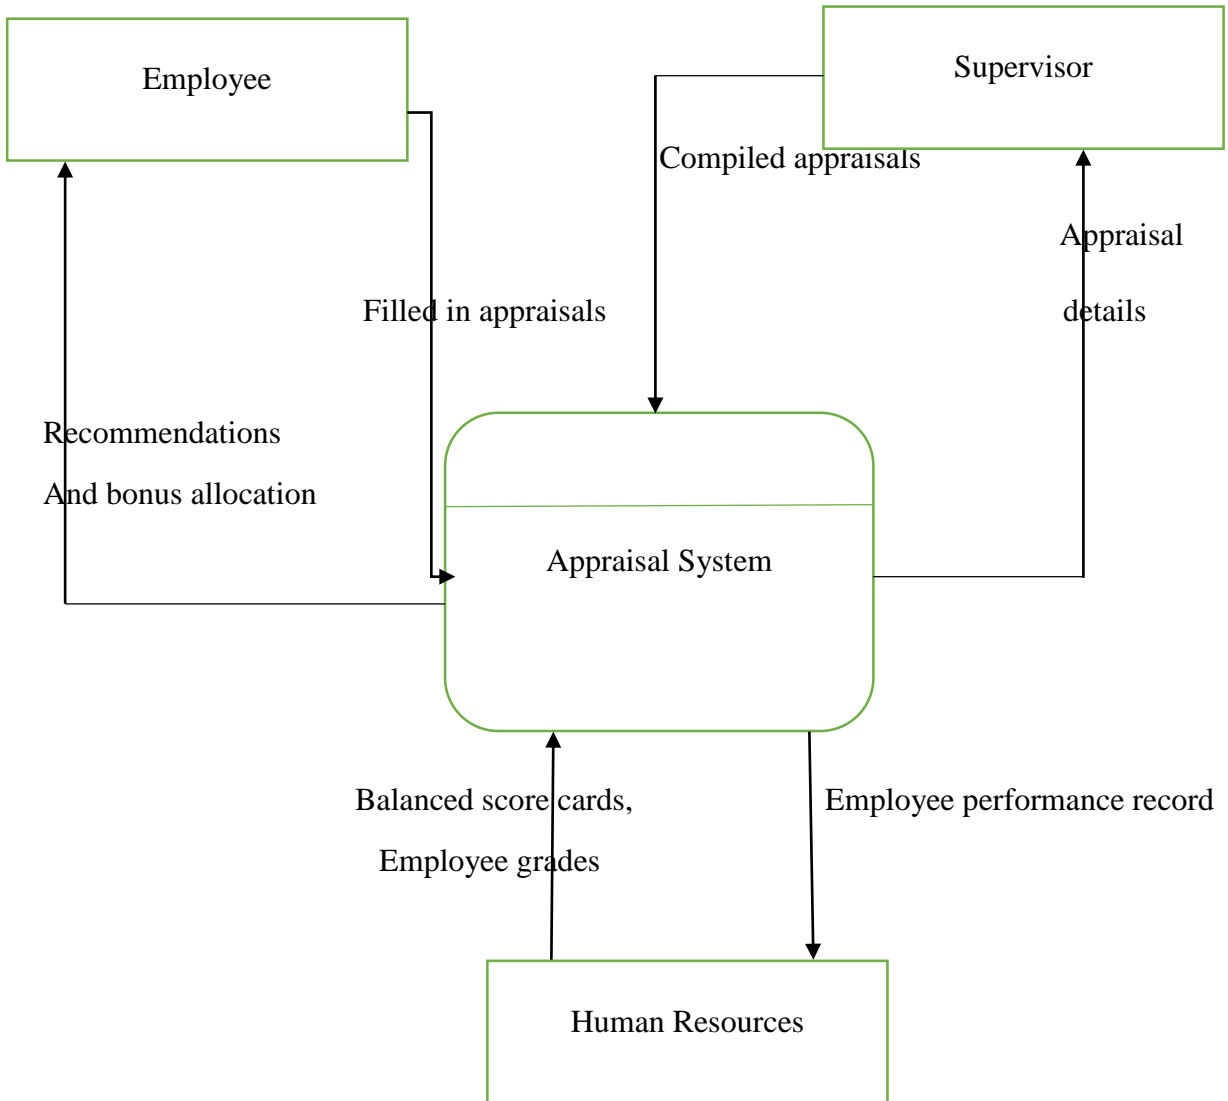 Employee
Supervisor
Compiled appraisals
Appraisal
details
Filled in appraisals
Recommendations
And bonus allocation
Appraisal System
Balanced score cards,
Employee grades
Employee performance record
Human Resources